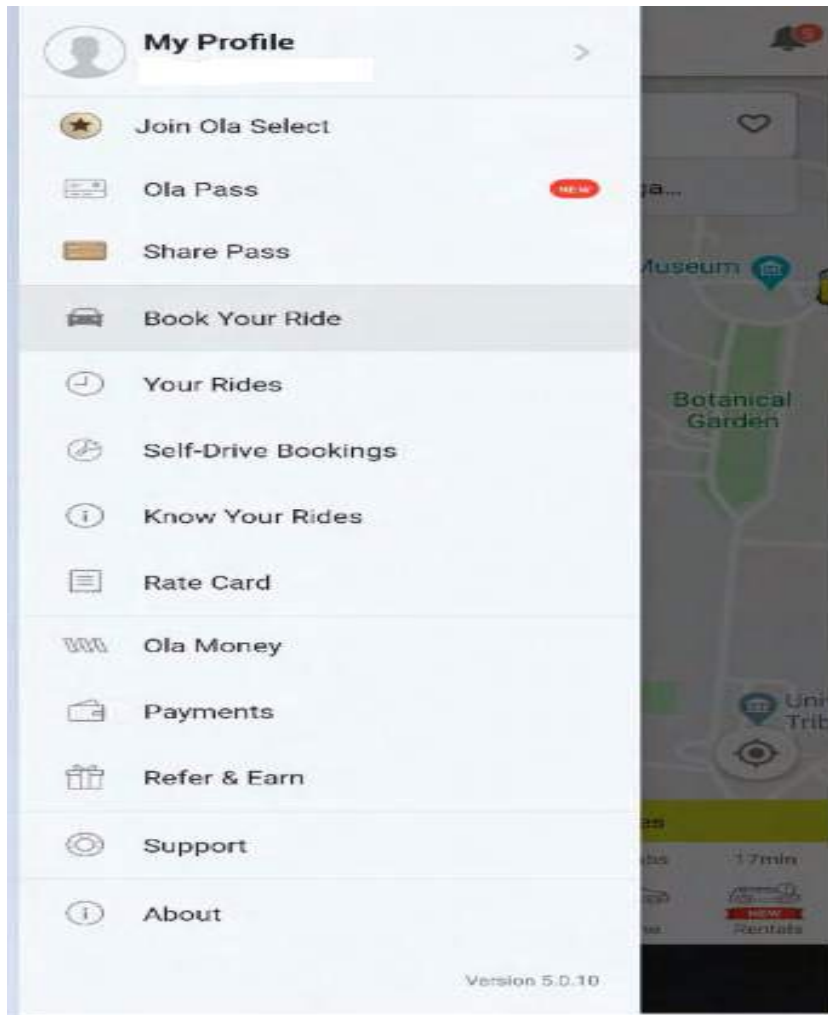 My Profile
Join Ola Select
Ola Pass
NEW
Share Pass
Book Your Ride
Your Rides
Self-Drive Bookings
Know Your Rides
Rate Card
Ola Money
Payments
Refer & Earn
Support
About
Version 5.0.10
5
Museum
Botanical
Garden
17min
NEW
Rentals